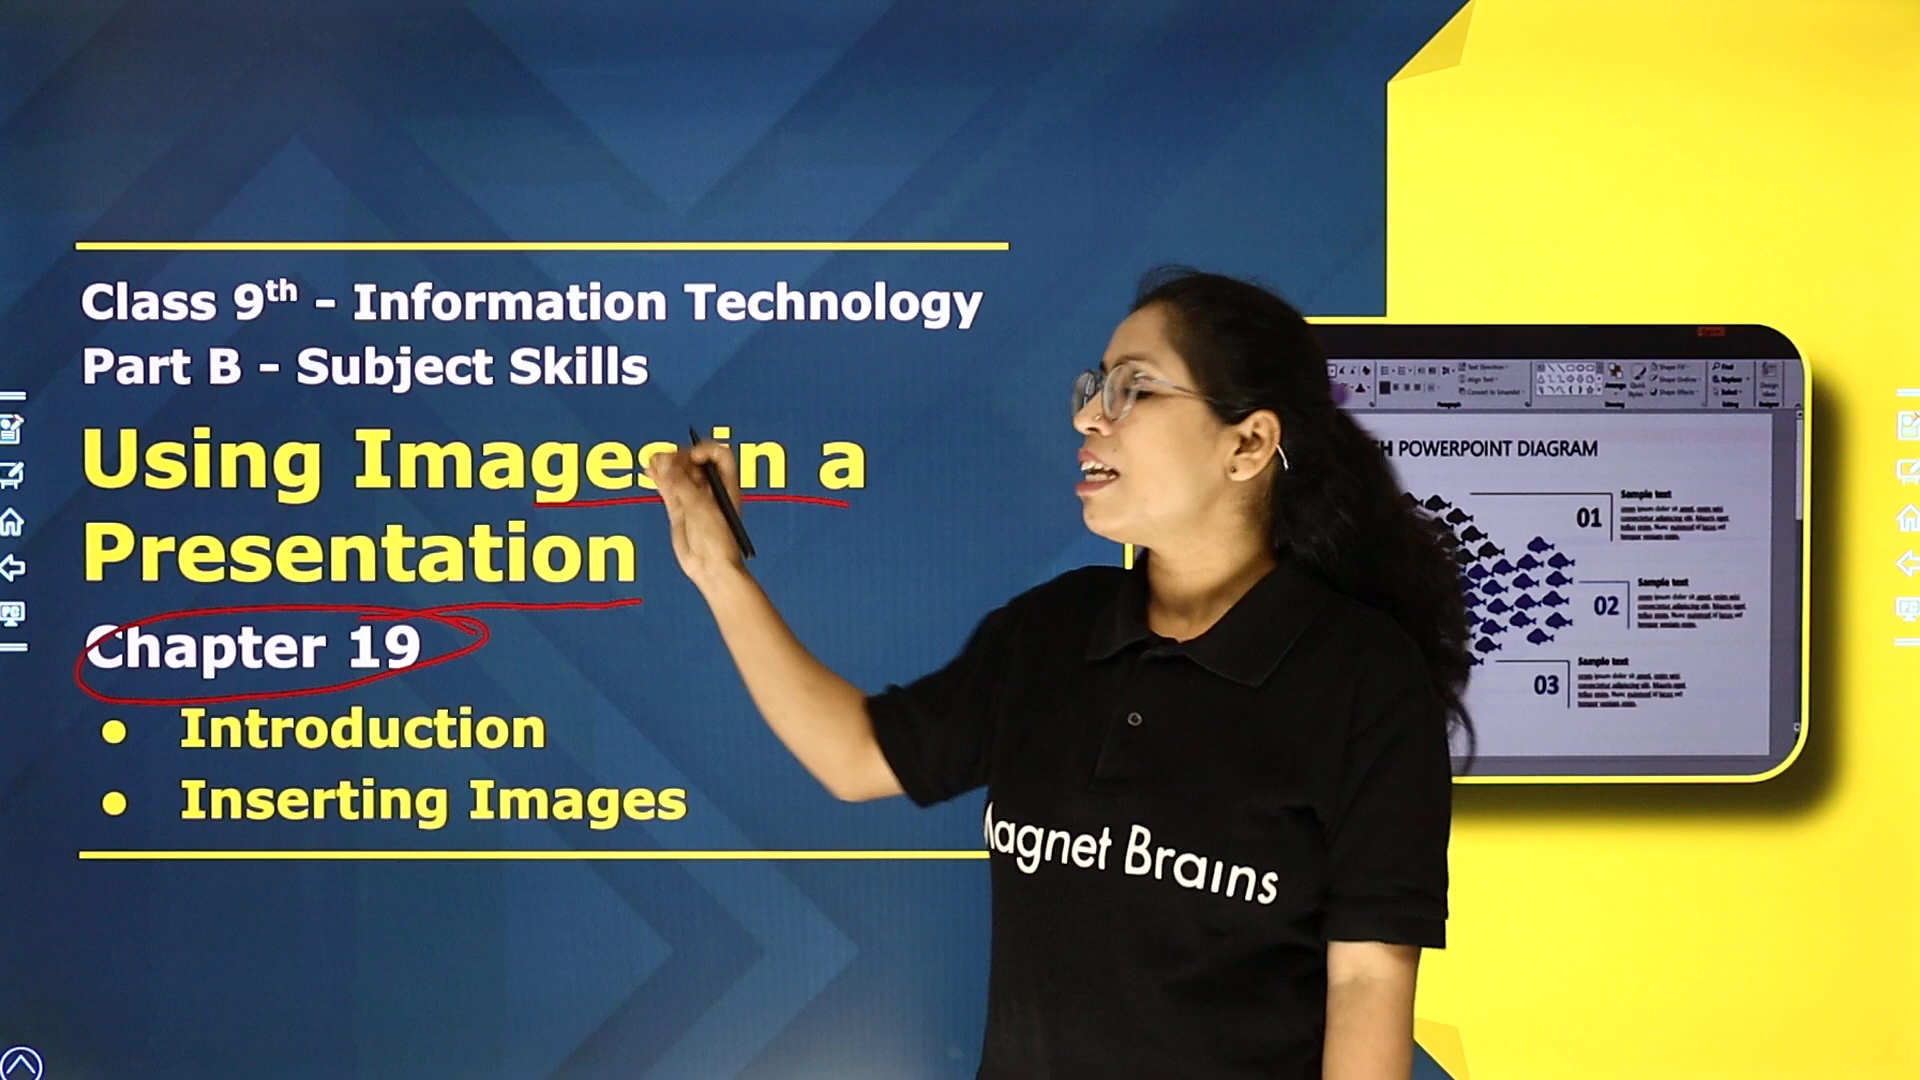 Class 9th - Information Technology
Part B - Subject Skills
Using Images in a
Presentation
Chapter 19
● Introduction
● Inserting Images
Magnet Brains
POWERPOINT DIAGRAM
01
Sample text
02
Sample text
03
Sample text